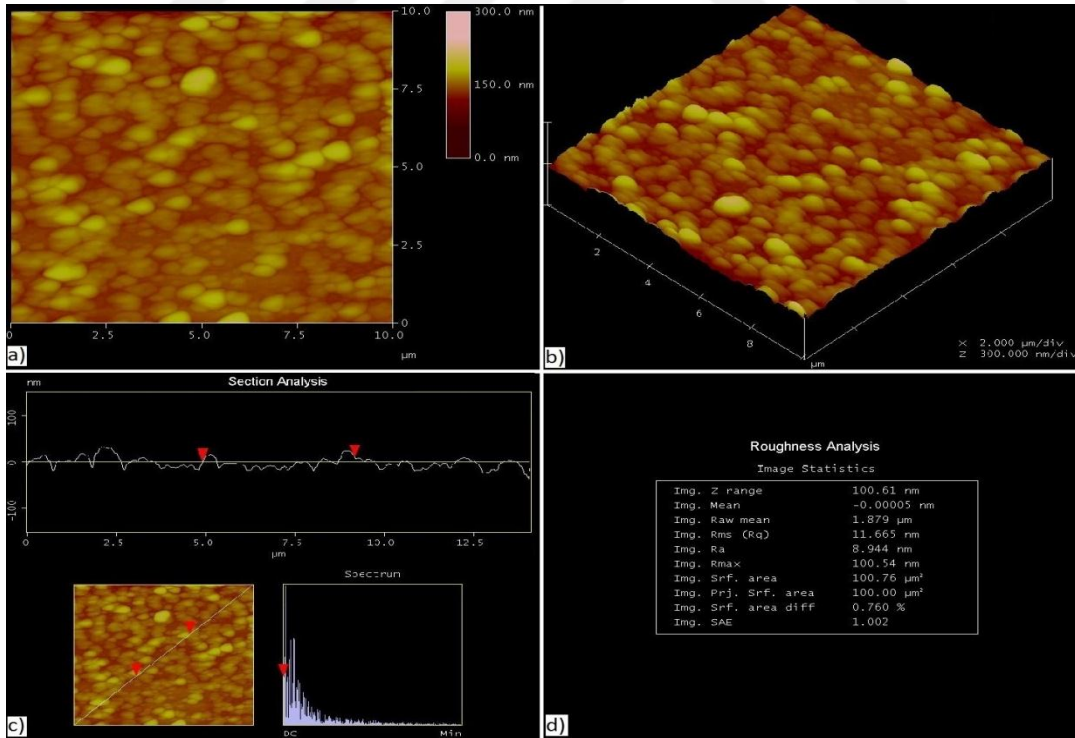 10.0
7.5
5.0
2.5
0
0
2.5
5.0
7.5
10.0
µm
300.0 nm
150.0 nm
0.0 nm
a)
2
4
6
8
µm
X 2.000 µm/div
Z 300.000 nm/div
b)
nm
Section Analysis
100
0
-100
0
2.5
5.0
7.5
10.0
12.5
µm
Spectrum
DC
Min
c)
Roughness Analysis
Image Statistics
Img. Z range 100.61 nm
Img. Mean -0.00005 nm
Img. Raw mean 1.879 µm
Img. Rms (Rq) 11.665 nm
Img. Ra 8.944 nm
Img. Rmax 100.54 nm
Img. Srf. area 100.76 µm²
Img. Prj. Srf. area 100.00 µm²
Img. Srf. area diff 0.760 %
Img. SAE 1.002
d)